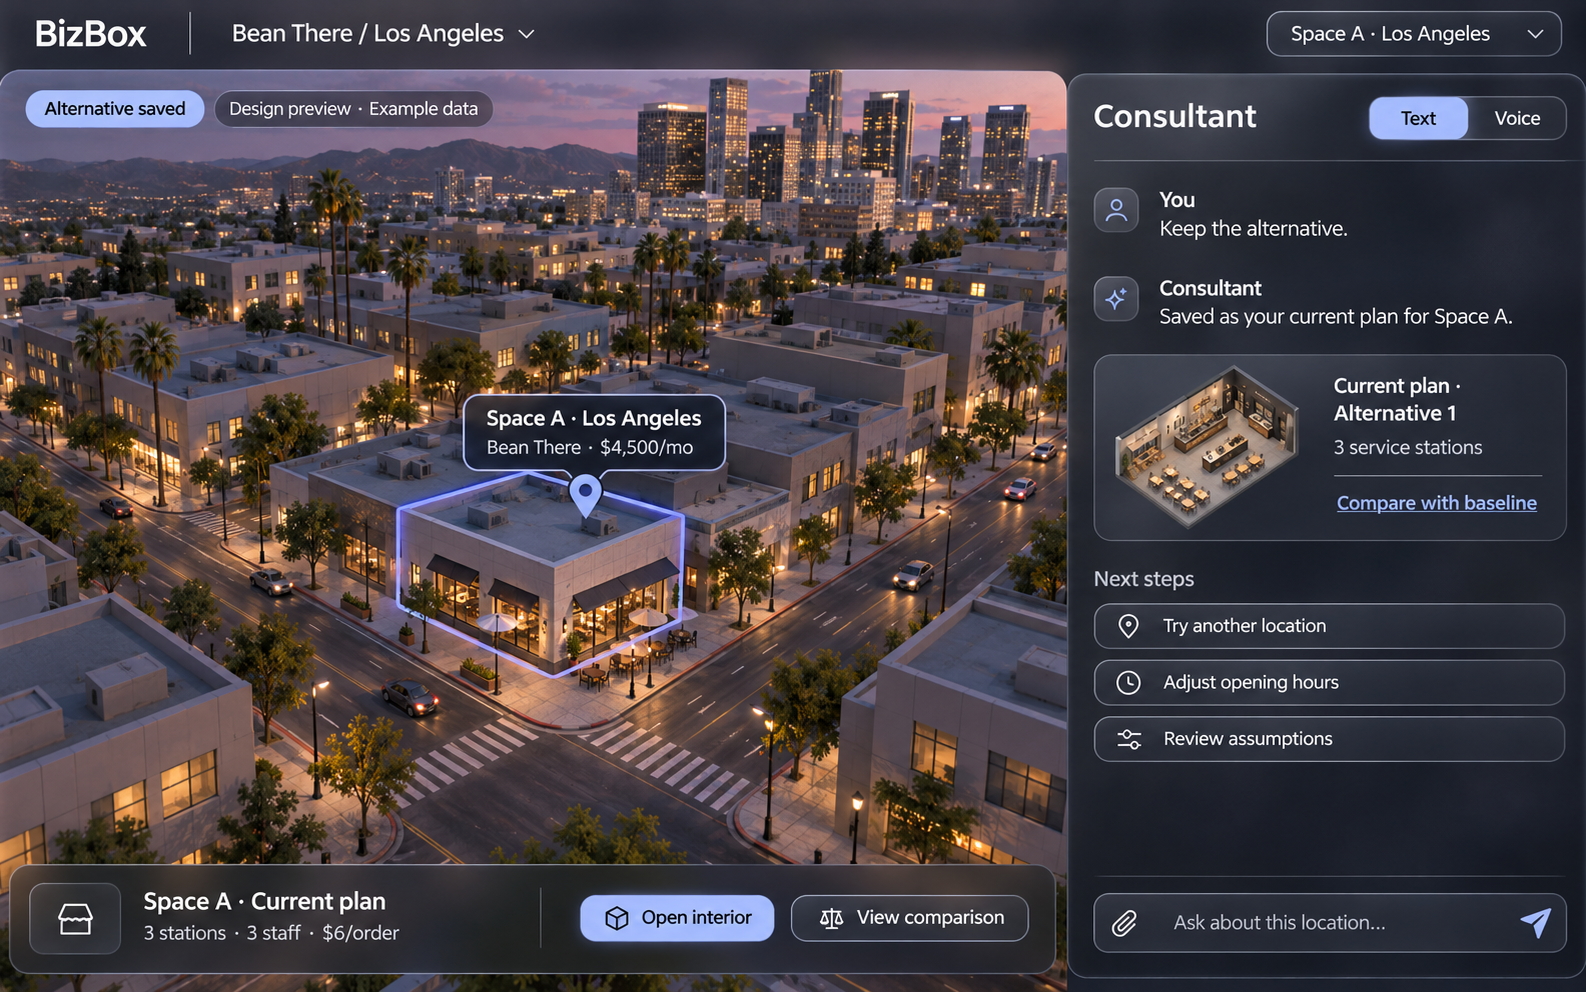 BizBox
Bean There / Los Angeles
Space A · Los Angeles
Alternative saved
Design preview · Example data
Space A · Los Angeles
Bean There · $4,500/mo
Space A · Current plan
3 stations · 3 staff · $6/order
Open interior
View comparison
Consultant
Text
Voice
You
Keep the alternative.
Consultant
Saved as your current plan for Space A.
Current plan ·
Alternative 1
3 service stations
Compare with baseline
Next steps
Try another location
Adjust opening hours
Review assumptions
Ask about this location...